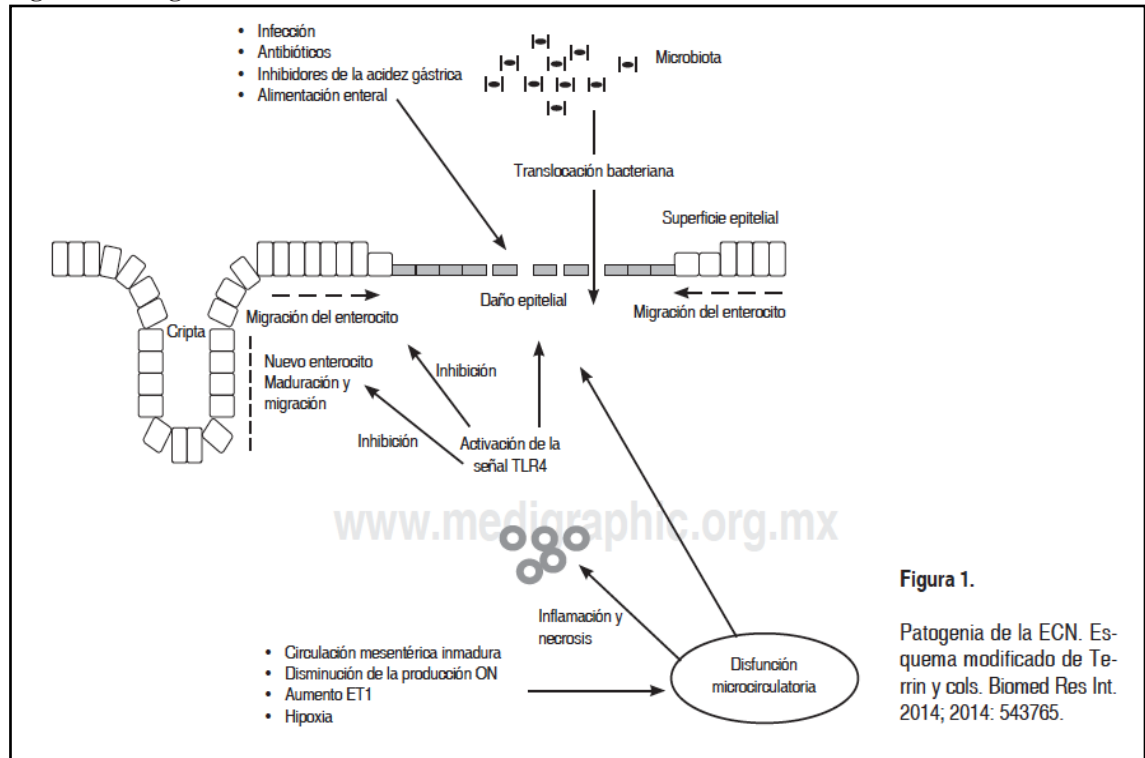 • Infección
• Antibióticos
• Inhibidores de la acidez gástrica
• Alimentación enteral
Microbiota
Translocación bacteriana
Superficie epitelial
Daño epitelial
Migración del enterocito
Migración del enterocito
Cripta
Nuevo enterocito
Maduración y
migración
Inhibición
Inhibición
Activación de la
señal TLR4
www.medigraphic.org.mx
Inflamación y
necrosis
• Circulación mesentérica inmadura
• Disminución de la producción ON
• Aumento ET1
• Hipoxia
Disfunción
microcirculatoria
Figura 1.
Patogenia de la ECN. Es-
quema modificado de Te-
rrin y cols. Biomed Res Int.
2014; 2014: 543765.